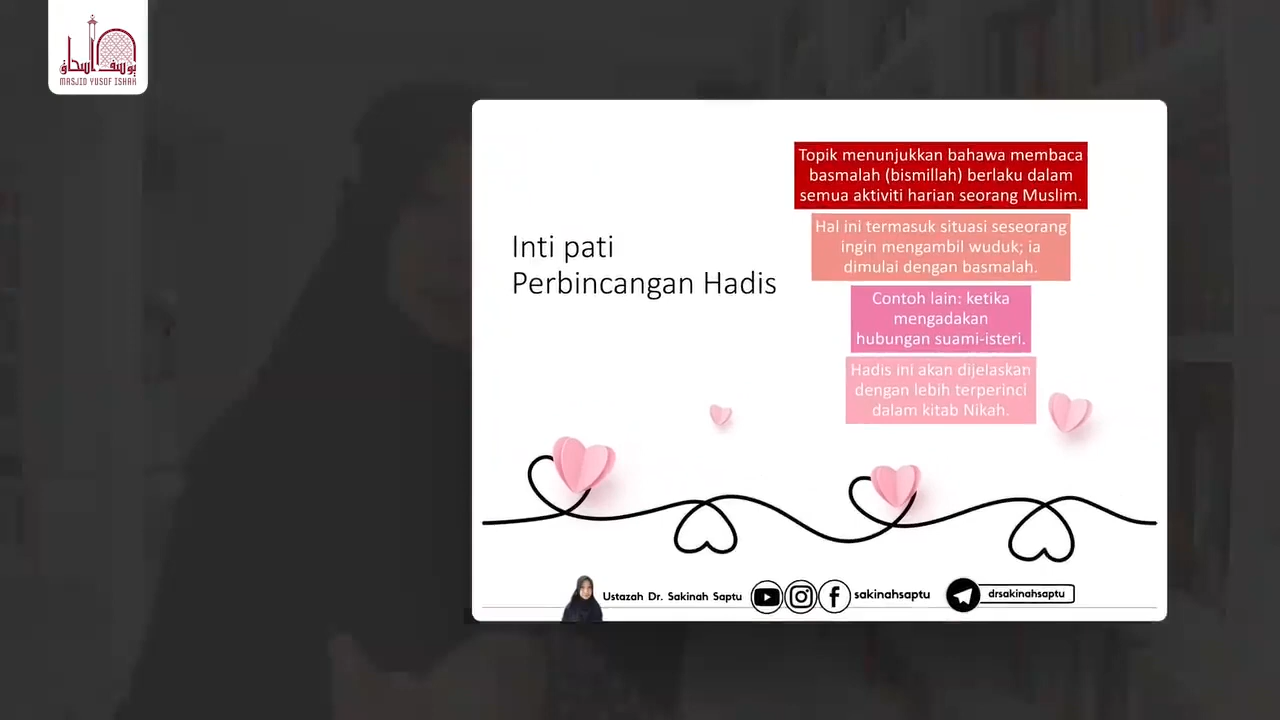 يوسف إسحاق
MASJID YUSOF ISHAK
Inti pati
Perbincangan Hadis
Topik menunjukkan bahawa membaca
basmalah (bismillah) berlaku dalam
semua aktiviti harian seorang Muslim.
Hal ini termasuk situasi seseorang
ingin mengambil wuduk; ia
dimulai dengan basmalah.
Contoh lain: ketika
mengadakan
hubungan suami-isteri.
Hadis ini akan dijelaskan
dengan lebih terperinci
dalam kitab Nikah.
Ustazah Dr. Sakinah Saptu
sakinahsaptu
drsakinahsaptu